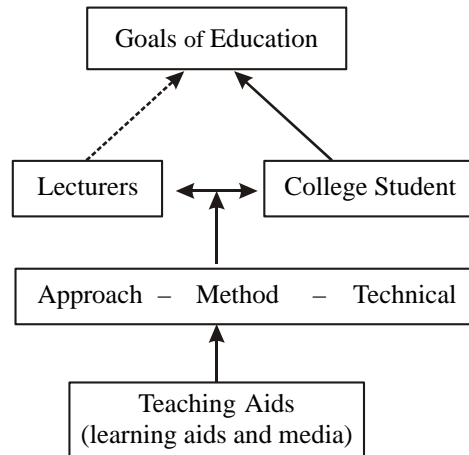 Goals of Education
Lecturers
College Student
Approach – Method – Technical
Teaching Aids
(learning aids and media)